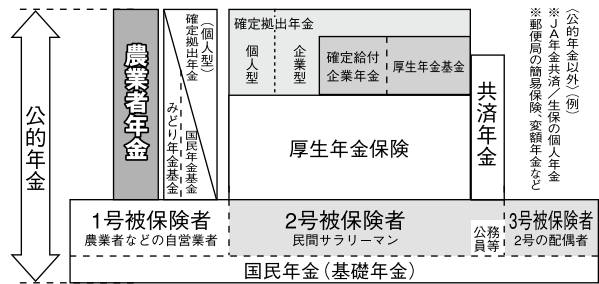 公的年金
農業者年金
確定拠出年金
（個人型）
みどり年金基金
国民年金基金
確定拠出年金
個人型
企業型
確定給付
企業年金
厚生年金基金
厚生年金保険
共済年金
〈公的年金以外〉（例）
※ＪＡ年金共済／生保の個人年金
※郵便局の簡易保険、変額年金など
1号被保険者
農業者などの自営業者
2号被保険者
民間サラリーマン
公務
員等
3号被保険者
2号の配偶者
国民年金（基礎年金）